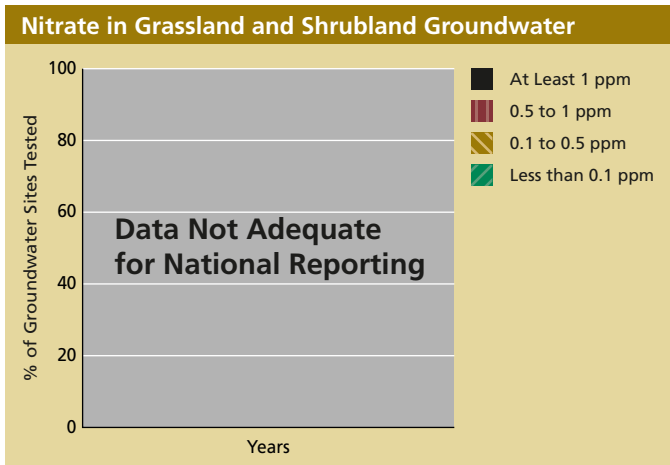 Nitrate in Grassland and Shrubland Groundwater
100
80
60
40
20
0
% of Groundwater Sites Tested
Data Not Adequate
for National Reporting
Years
At Least 1 ppm
0.5 to 1 ppm
0.1 to 0.5 ppm
Less than 0.1 ppm